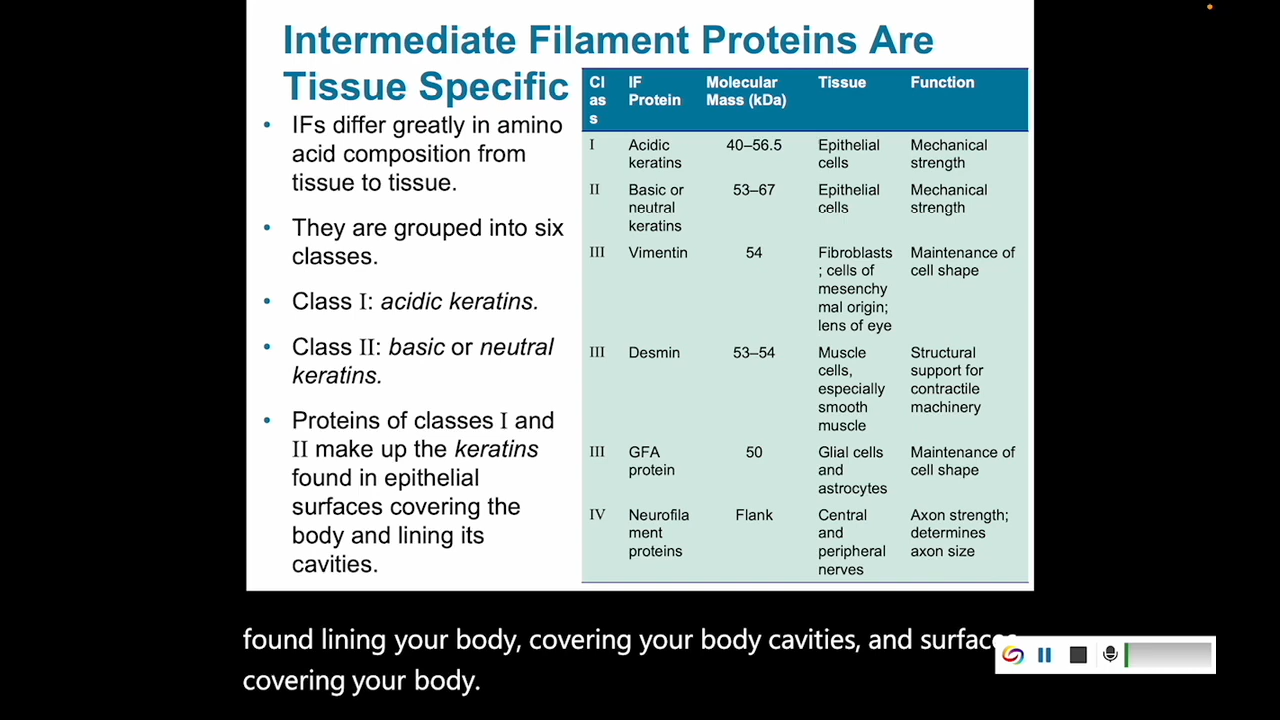 Intermediate Filament Proteins Are
Tissue Specific
• IFs differ greatly in amino
acid composition from
tissue to tissue.
• They are grouped into six
classes.
• Class I: acidic keratins.
• Class II: basic or neutral
keratins.
• Proteins of classes I and
II make up the keratins
found in epithelial
surfaces covering the
body and lining its
cavities.
Cl
as
s
IF
Protein
Molecular
Mass (kDa)
Tissue
Function
I
Acidic
keratins
40–56.5
Epithelial
cells
Mechanical
strength
II
Basic or
neutral
keratins
53–67
Epithelial
cells
Mechanical
strength
III
Vimentin
54
Fibroblasts
; cells of
mesenchy
mal origin;
lens of eye
Maintenance of
cell shape
III
Desmin
53–54
Muscle
cells,
especially
smooth
muscle
Structural
support for
contractile
machinery
III
GFA
protein
50
Glial cells
and
astrocytes
Maintenance of
cell shape
IV
Neurofila
ment
proteins
Flank
Central
and
peripheral
nerves
Axon strength;
determines
axon size
found lining your body, covering your body cavities, and surfaces
covering your body.